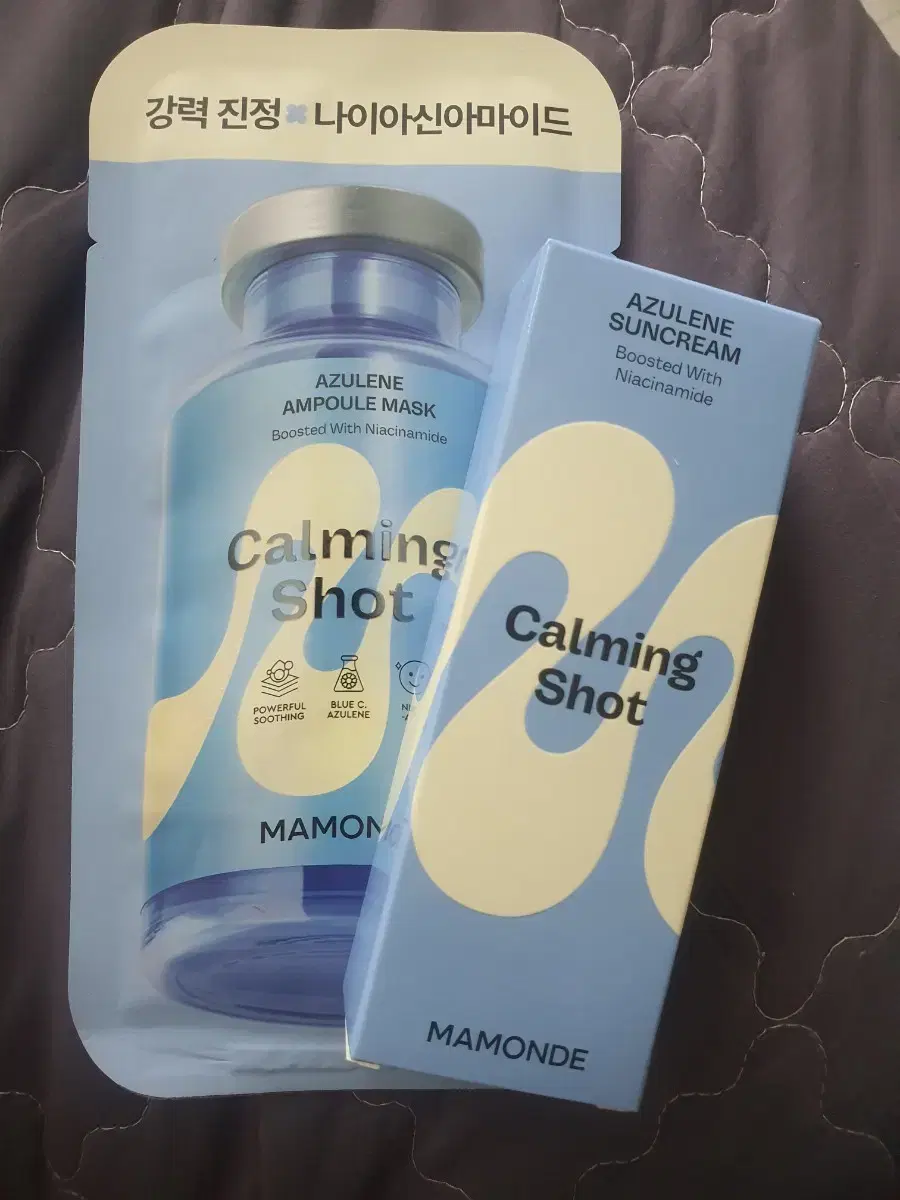 강력 진정 × 나이아신아마이드
AZULENE
AMPOULE MASK
Boosted With Niacinamide
Calming
Shot
POWERFUL
SOOTHING
BLUE C.
AZULENE
MAMON
AZULENE
SUNCREAM
Boosted With
Niacinamide
Calming
Shot
MAMONDE